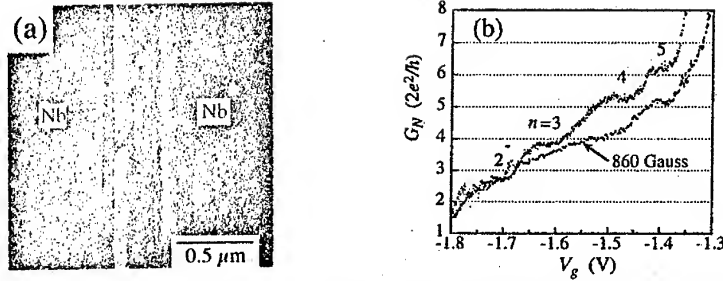 (a)
Nb
Nb
0.5 μm
(b)
G_N (2e²/h)
8
7
6
5
4
3
2
1
5
4
n=3
2
860 Gauss
-1.8
-1.7
-1.6
-1.5
-1.4
-1.3
V_g (V)